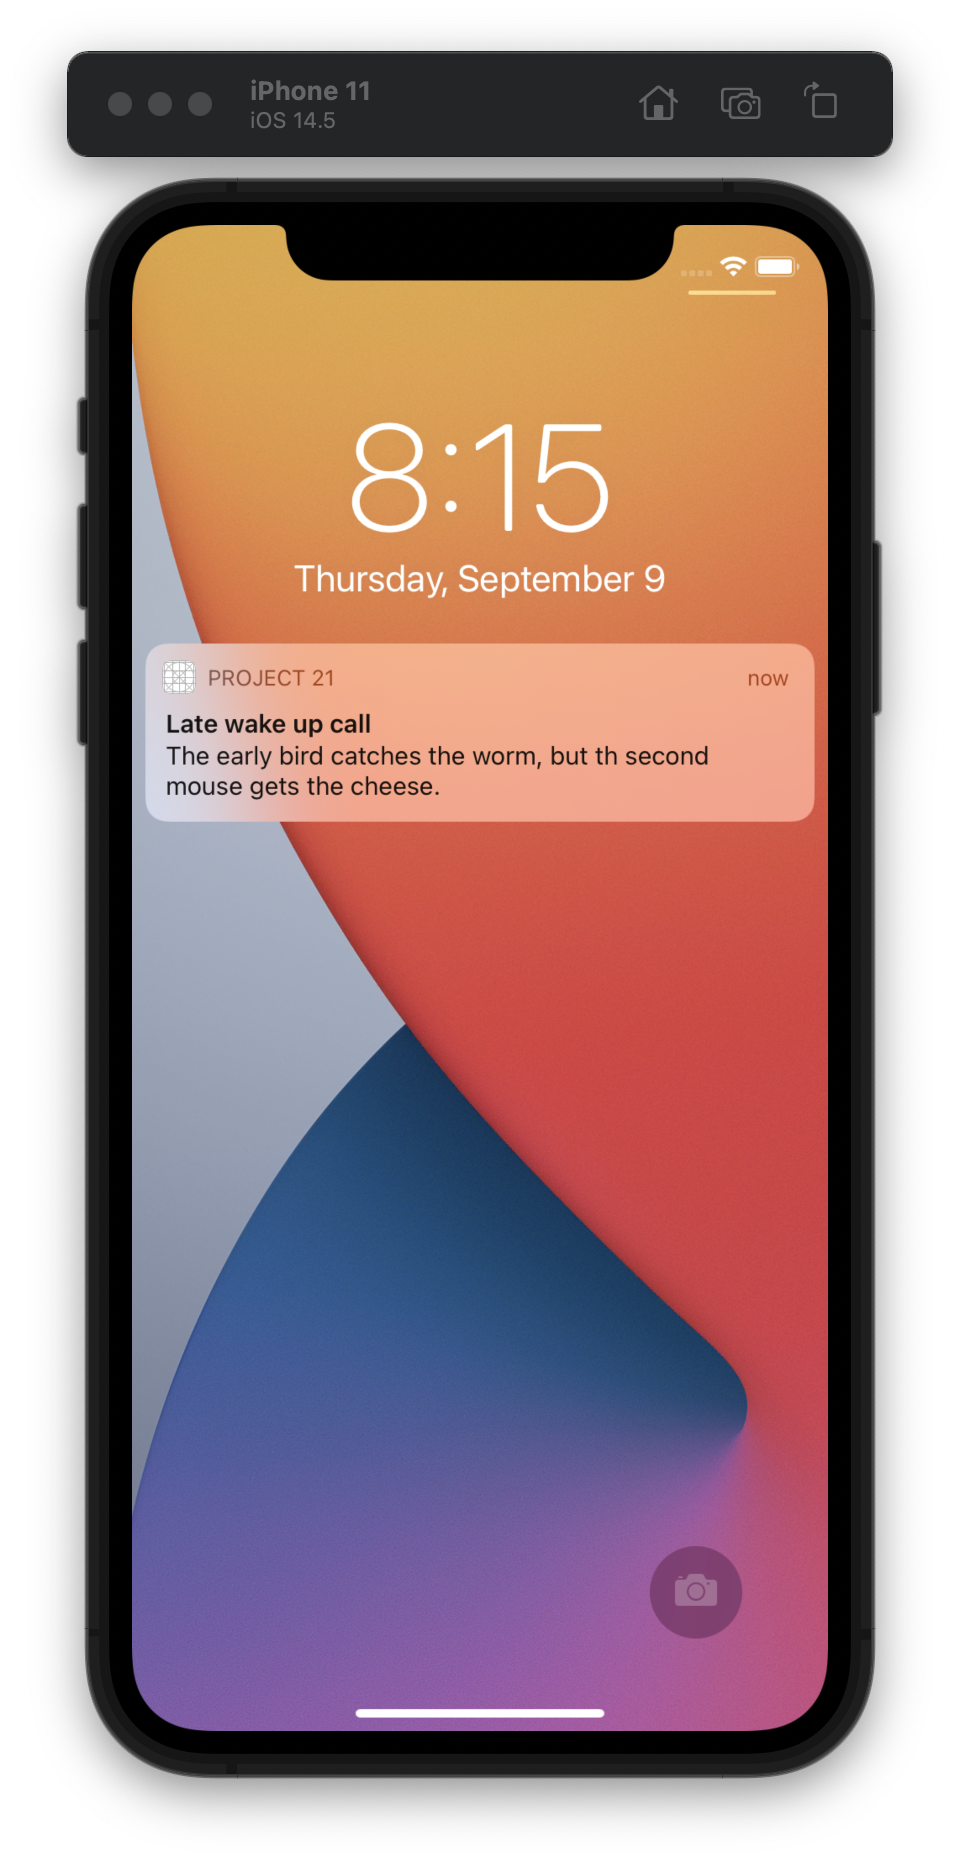 iPhone 11
iOS 14.5
8:15
Thursday, September 9
PROJECT 21
now
Late wake up call
The early bird catches the worm, but th second
mouse gets the cheese.